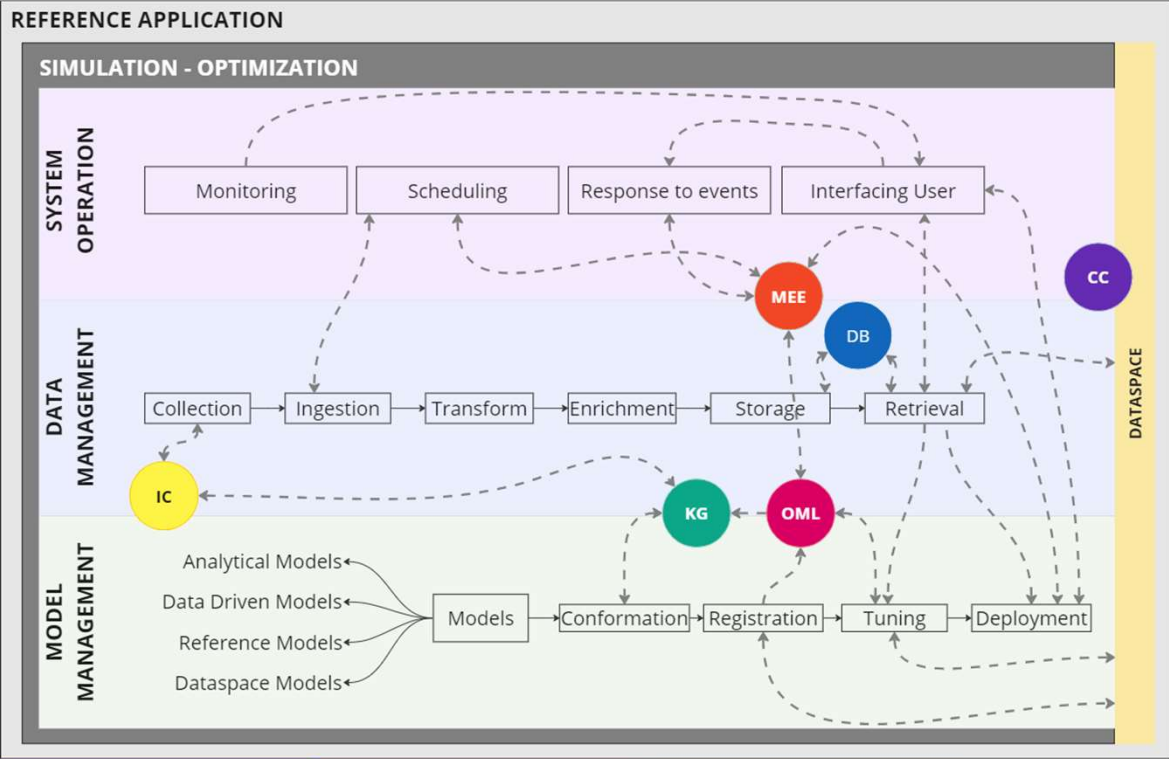 REFERENCE APPLICATION
SIMULATION - OPTIMIZATION
SYSTEM
OPERATION
Monitoring
Scheduling
Response to events
Interfacing User
CC
MEE
DB
DATASPACE
DATA
MANAGEMENT
Collection
Ingestion
Transform
Enrichment
Storage
Retrieval
IC
KG
OML
MODEL
MANAGEMENT
Analytical Models
Data Driven Models
Reference Models
Dataspace Models
Models
Conformation
Registration
Tuning
Deployment